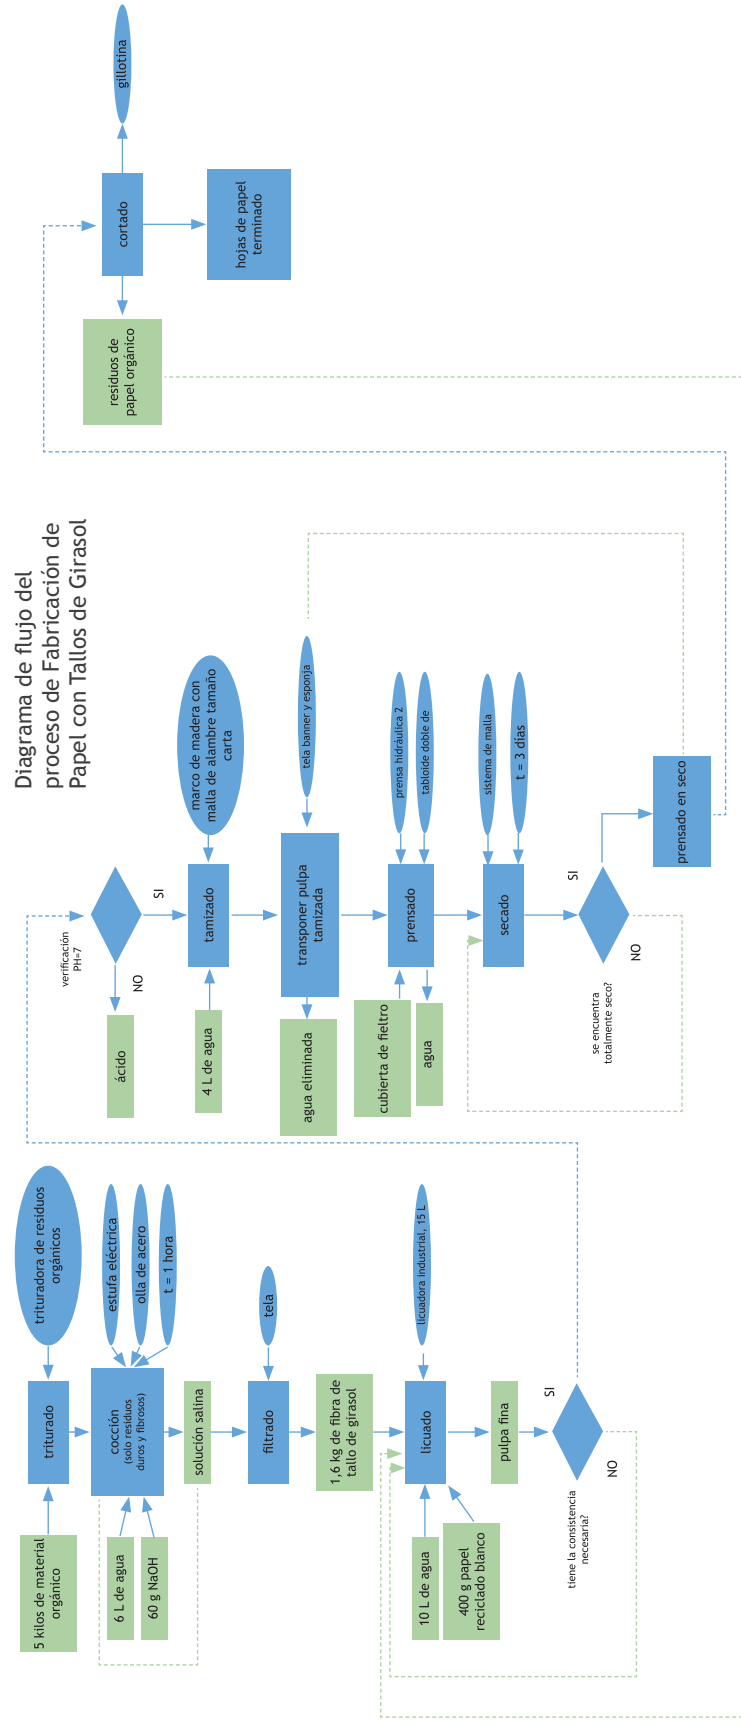 Diagrama de flujo del
proceso de Fabricación de
Papel con Tallos de Girasol
5 kilos de material
orgánico
triturado
trituradora de residuos
orgánicos
6 L de agua
60 g NaOH
cocción
(solo residuos
duros y fibrosos)
estufa eléctrica
olla de acero
t = 1 hora
solución salina
filtrado
tela
1,6 kg de fibra de
tallo de girasol
10 L de agua
400 g papel
reciclado blanco
licuado
licuadora industrial, 15 L
pulpa fina
tiene la consistencia
necesaria?
SI
NO
verificación
PH=7
SI
NO
ácido
4 L de agua
tamizado
marco de madera con
malla de alambre tamaño
carta
agua eliminada
transponer pulpa
tamizada
tela banner y esponja
cubierta de fieltro
agua
prensado
prensa hidráulica 2
tabloide doble de
secado
sistema de malla
t = 3 días
se encuentra
totalmente seco?
SI
NO
prensado en seco
residuos de
papel orgánico
cortado
gillotina
hojas de papel
terminado